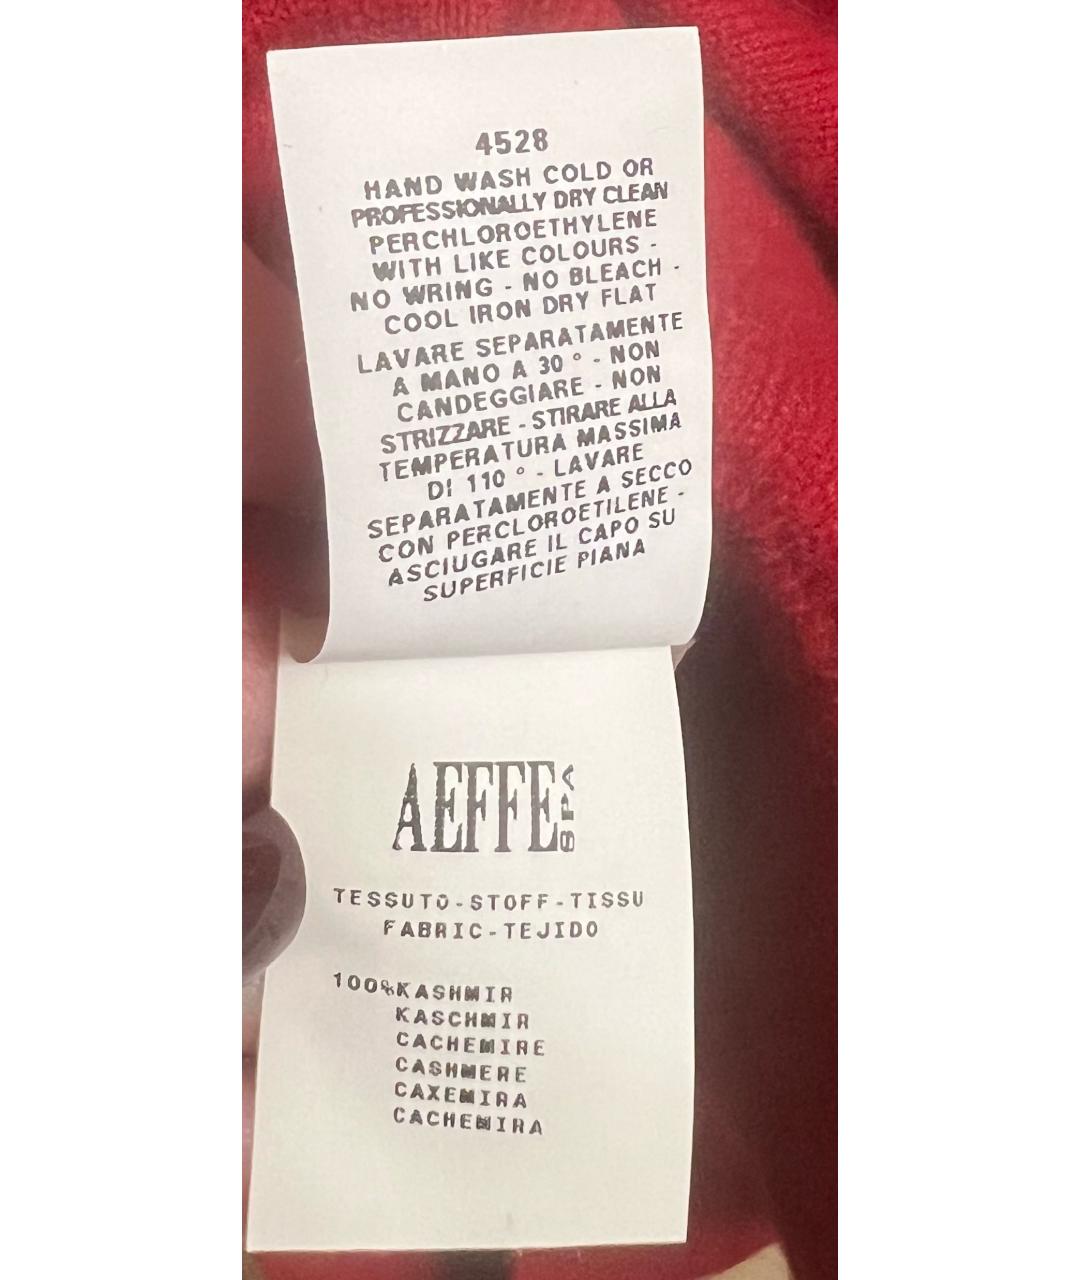 4528
HAND WASH COLD OR
PROFESSIONALLY DRY CLEAN
PERCHLOROETHYLENE
WITH LIKE COLOURS -
NO WRING - NO BLEACH -
COOL IRON DRY FLAT
LAVARE SEPARATAMENTE
A MANO A 30 ° - NON
CANDEGGIARE - NON
STRIZZARE - STIRARE ALLA
TEMPERATURA MASSIMA
DI 110 ° - LAVARE
SEPARATAMENTE A SECCO
CON PERCLOROETILENE -
ASCIUGARE IL CAPO SU
SUPERFICIE PIANA
AEFFE SPA
TESSUTO-STOFF-TISSU
FABRIC-TEJIDO
100%KASHMIR
KASCHMIR
CACHEMIRE
CASHMERE
CAXEMIRA
CACHEMIRA